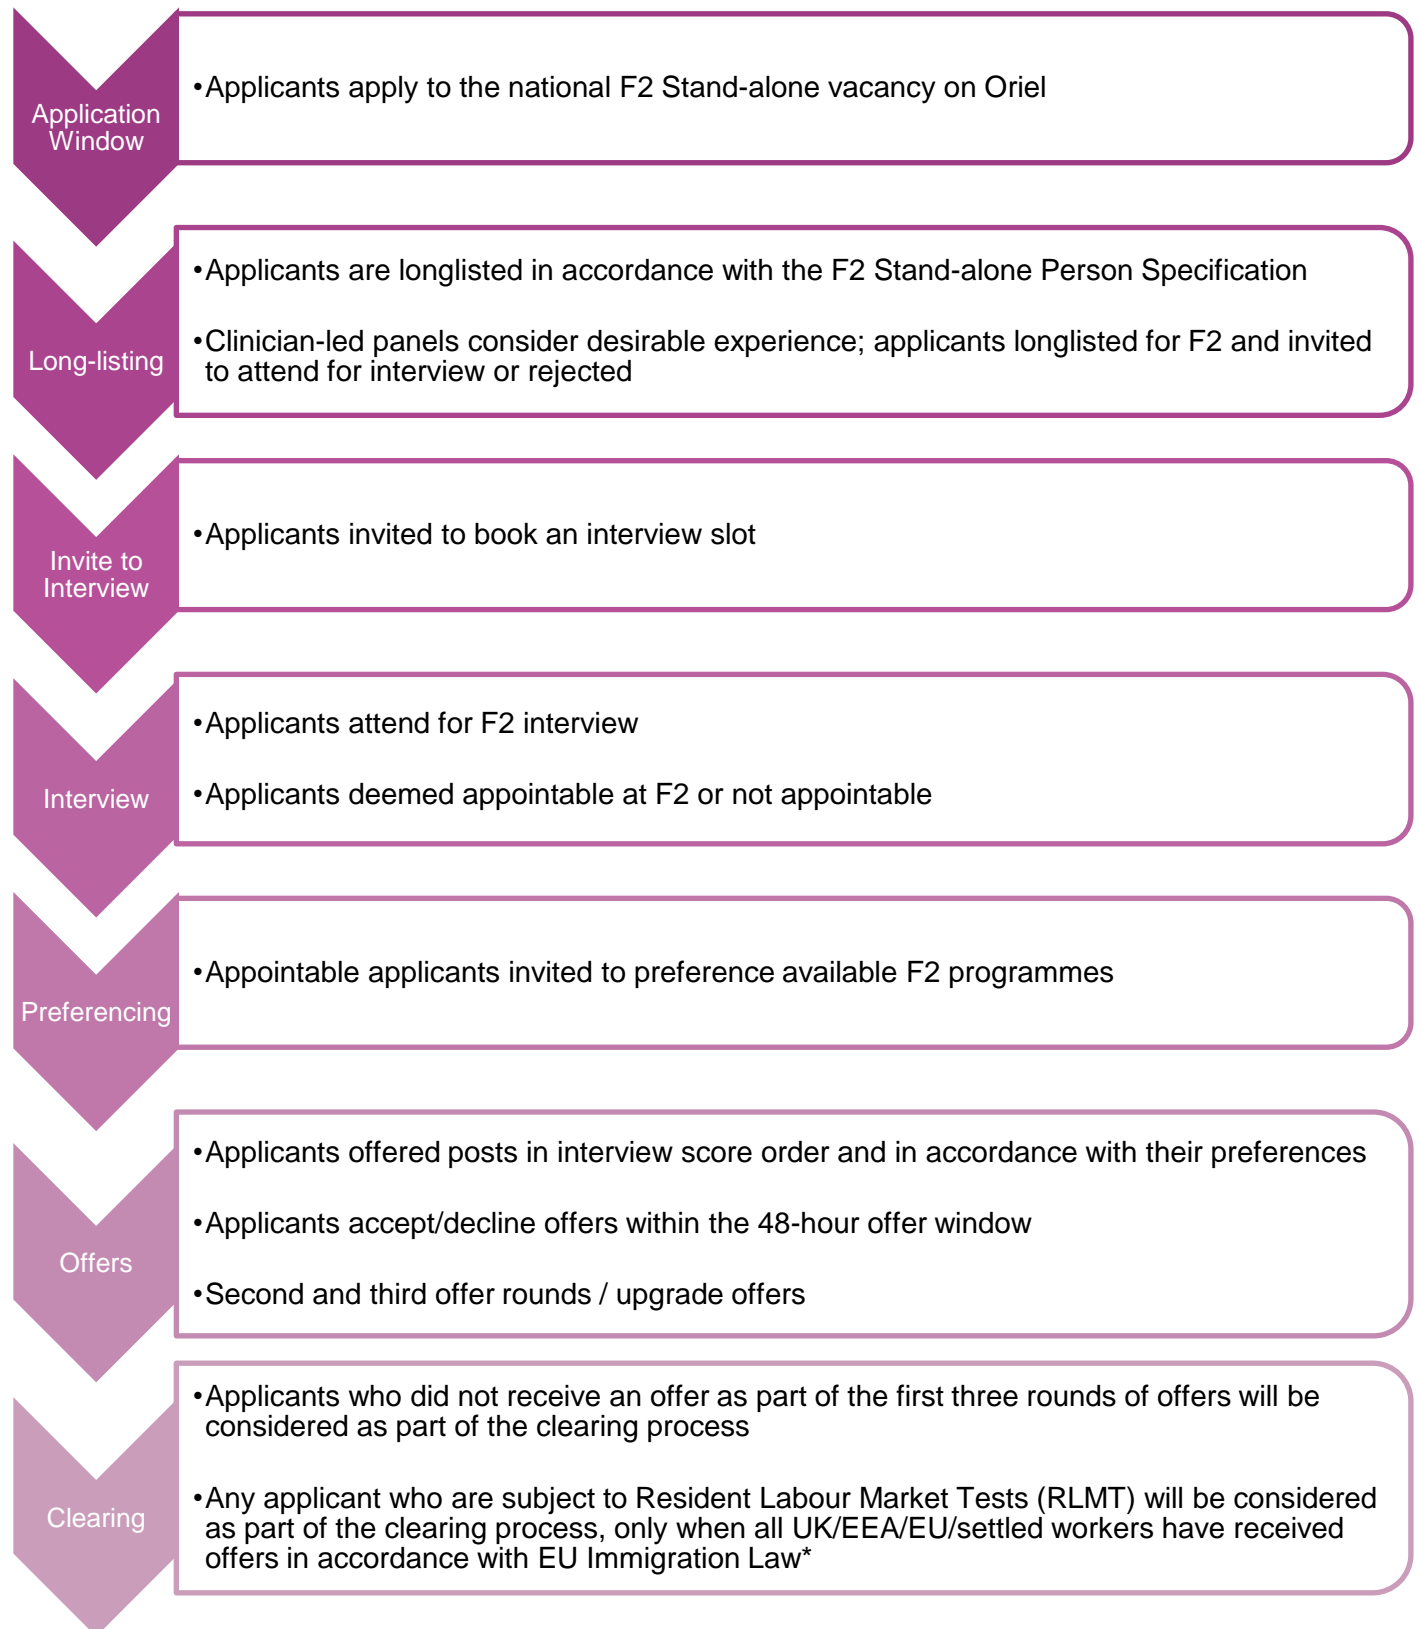 Application
Window
•Applicants apply to the national F2 Stand-alone vacancy on Oriel
Long-listing
•Applicants are longlisted in accordance with the F2 Stand-alone Person Specification
•Clinician-led panels consider desirable experience; applicants longlisted for F2 and invited
to attend for interview or rejected
Invite to
Interview
•Applicants invited to book an interview slot
Interview
•Applicants attend for F2 interview
•Applicants deemed appointable at F2 or not appointable
Preferencing
•Appointable applicants invited to preference available F2 programmes
Offers
•Applicants offered posts in interview score order and in accordance with their preferences
•Applicants accept/decline offers within the 48-hour offer window
•Second and third offer rounds / upgrade offers
Clearing
•Applicants who did not receive an offer as part of the first three rounds of offers will be
considered as part of the clearing process
•Any applicant who are subject to Resident Labour Market Tests (RLMT) will be considered
as part of the clearing process, only when all UK/EEA/EU/settled workers have received
offers in accordance with EU Immigration Law*